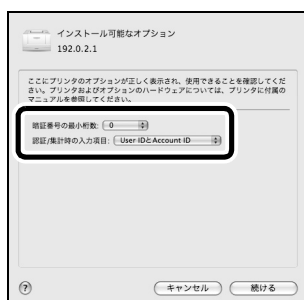 インストール可能なオプション
192.0.2.1
ここにプリンタのオプションが正しく表示され、使用できることを確認してくだ
さい。プリンタおよびオプションのハードウェアについては、プリンタに付属の
マニュアルを参照してください。
暗証番号の最小桁数: 0
認証/集計時の入力項目: User IDとAccount ID
?
キャンセル
続ける